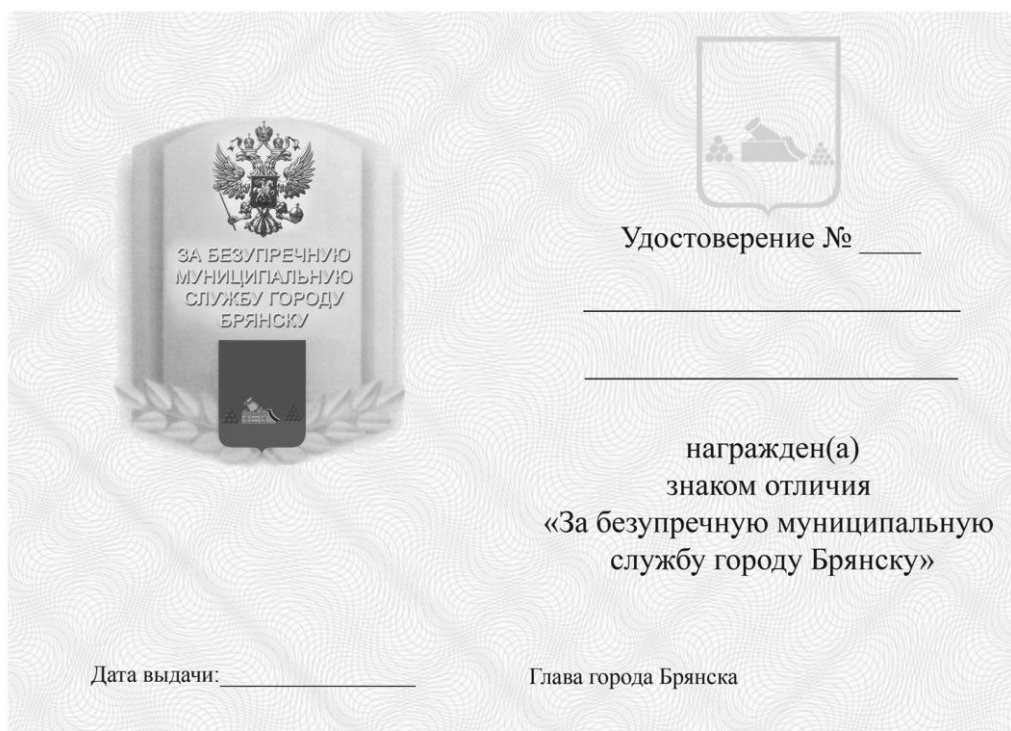 ЗА БЕЗУПРЕЧНУЮ
МУНИЦИПАЛЬНУЮ
СЛУЖБУ ГОРОДУ
БРЯНСКУ
Дата выдачи:__________________
Удостоверение № ____
награжден(а)
знаком отличия
«За безупречную муниципальную
службу городу Брянску»
Глава города Брянска